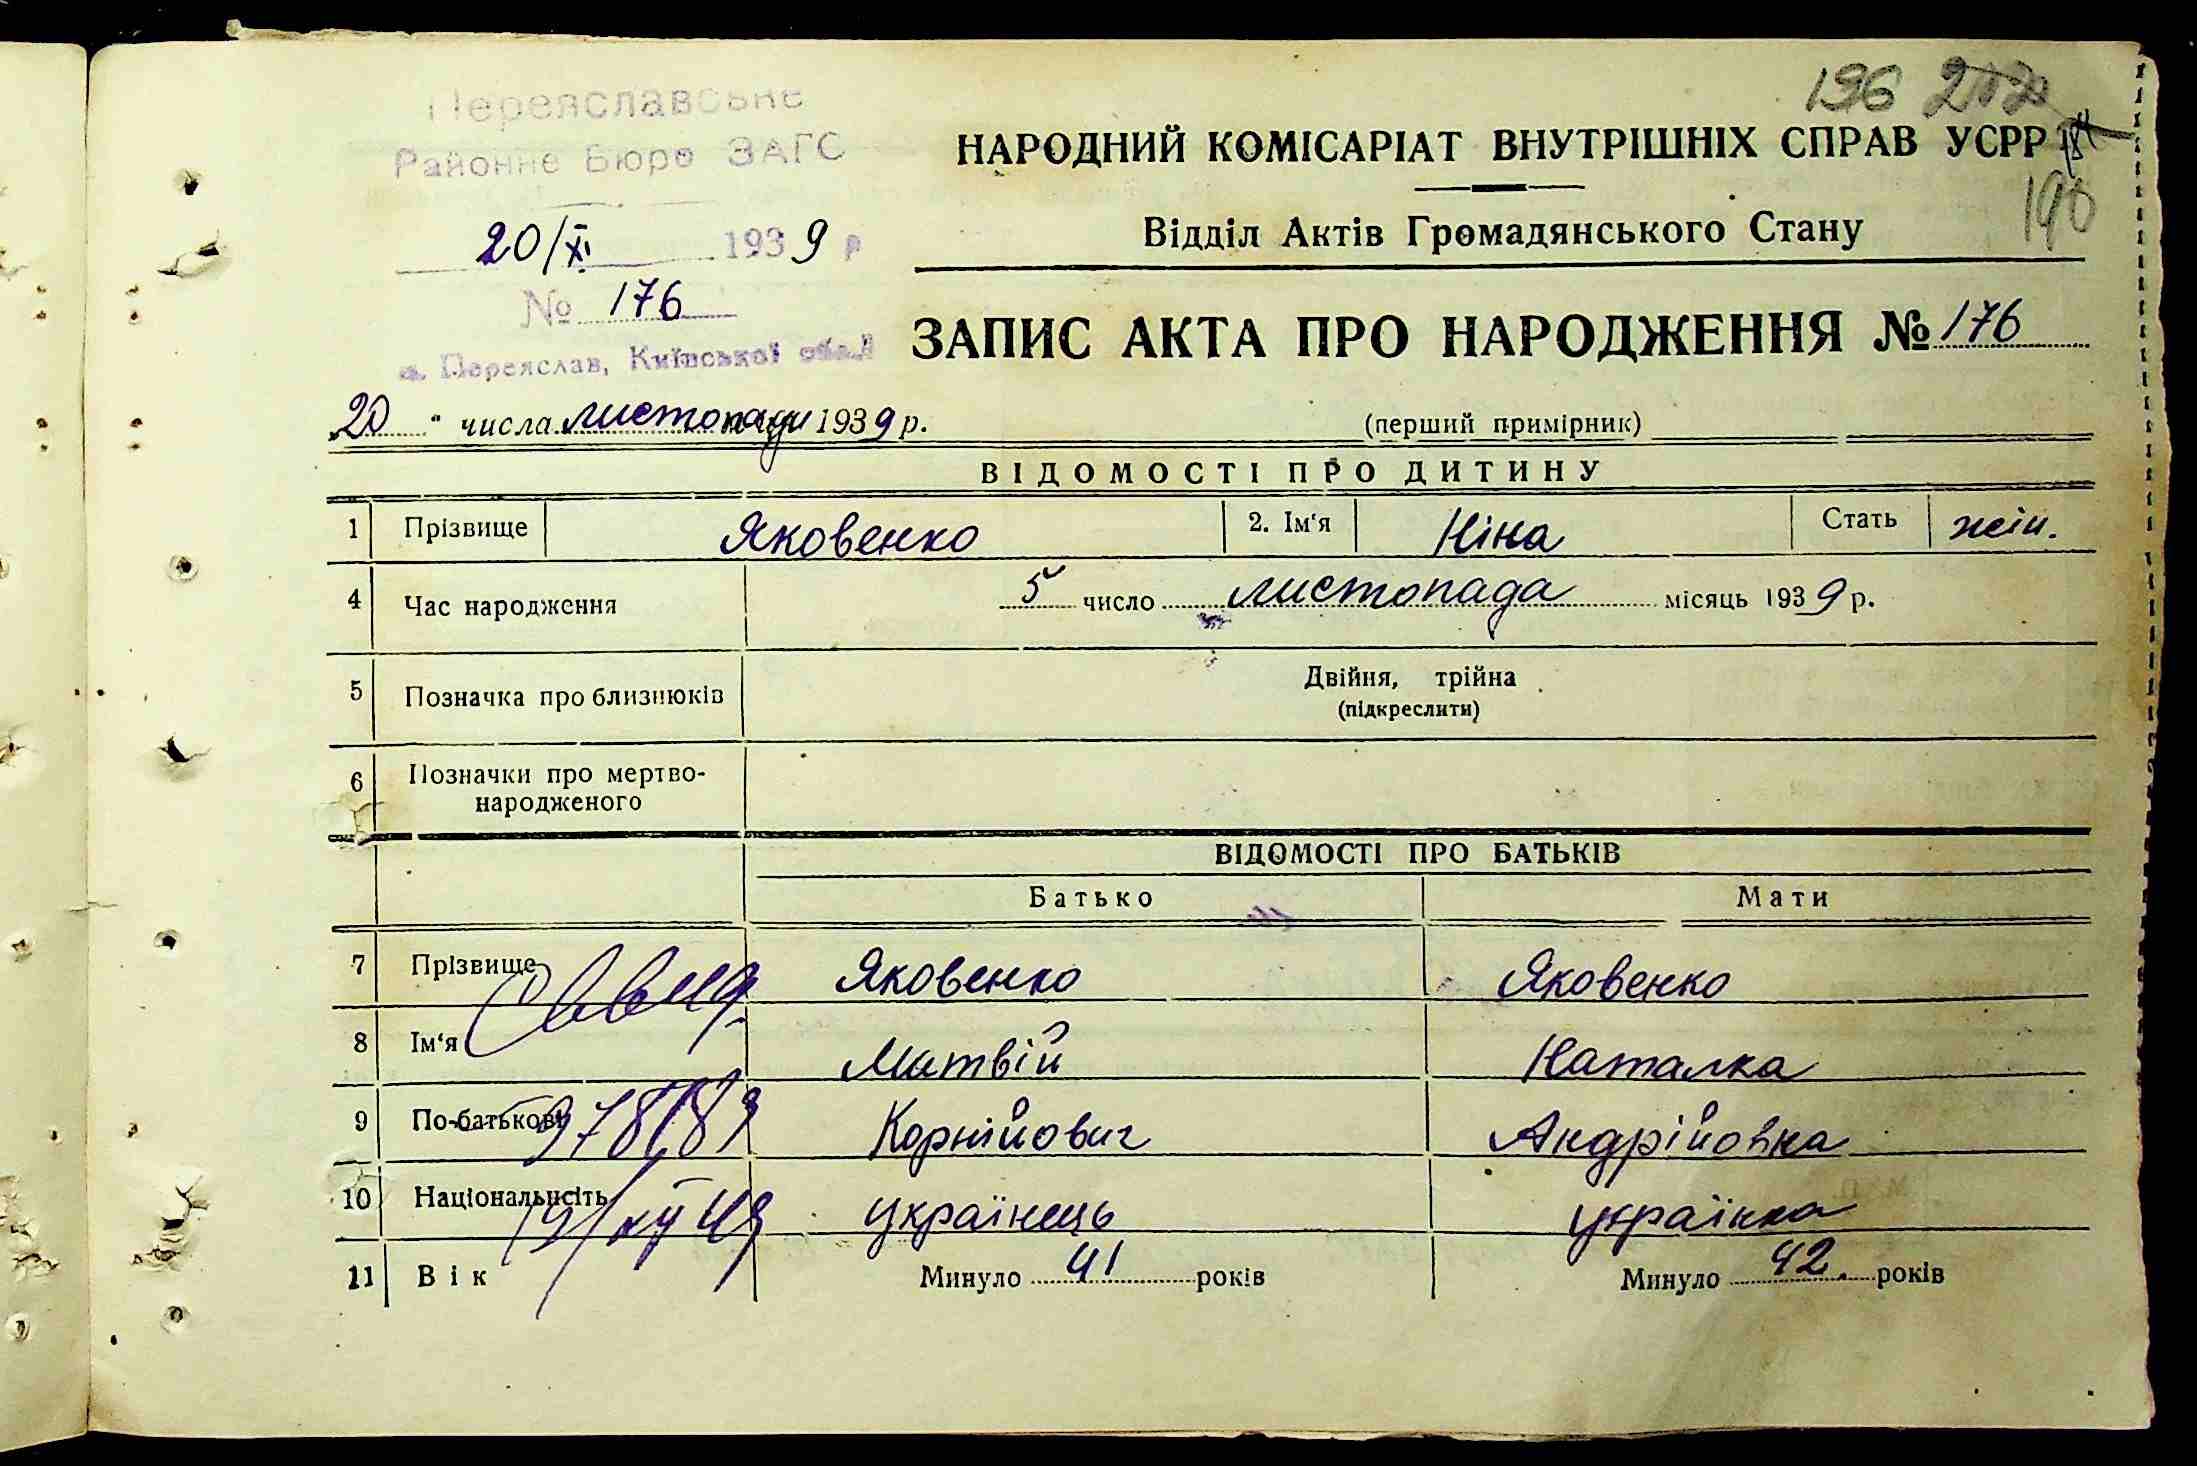 196
Переяславське
Районне Бюро ЗАГС
НАРОДНИЙ КОМІСАРІАТ ВНУТРІШНІХ СПРАВ УСРР
190
20/XI 1939 р
Відділ Актів Громадянського Стану
№ 176
ЗАПИС АКТА ПРО НАРОДЖЕННЯ № 176
м. Переяслав, Київської обл.
„20 “ числа листопада 1939 р.
(перший примірник)
ВІДОМОСТІ ПРО ДИТИНУ
1 Прізвище Яковенко 2. Ім‘я Ніна Стать жін.
4 Час народження 5 число листопада місяць 1939 р.
5 Позначка про близнюків Двійня, трійна
(підкреслити)
6 Позначки про мертво-
народженого
ВІДОМОСТІ ПРО БАТЬКІВ
Батько Мати
7 Прізвище Яковенко Яковенко
8 Ім‘я Матвій Наталка
9 По-батькові Корнійович Андрійовна
10 Національність українець українка
11 Вік Минуло 41 років Минуло 42 років